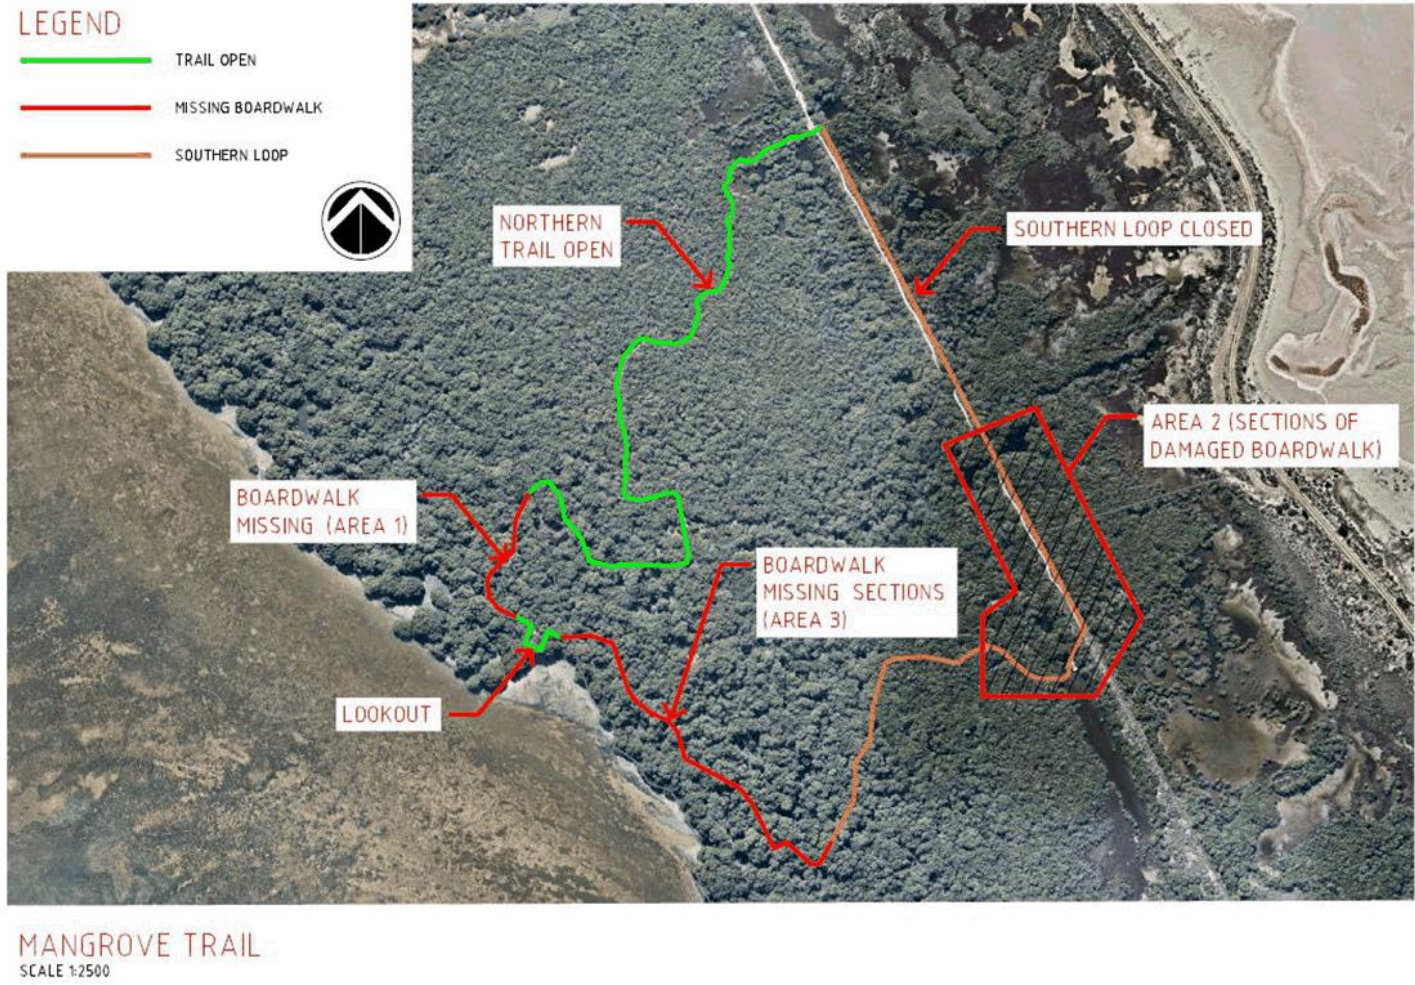 LEGEND
TRAIL OPEN
MISSING BOARDWALK
SOUTHERN LOOP
NORTHERN
TRAIL OPEN
SOUTHERN LOOP CLOSED
AREA 2 (SECTIONS OF
DAMAGED BOARDWALK)
BOARDWALK
MISSING (AREA 1)
BOARDWALK
MISSING SECTIONS
(AREA 3)
LOOKOUT
MANGROVE TRAIL
SCALE 1:2500